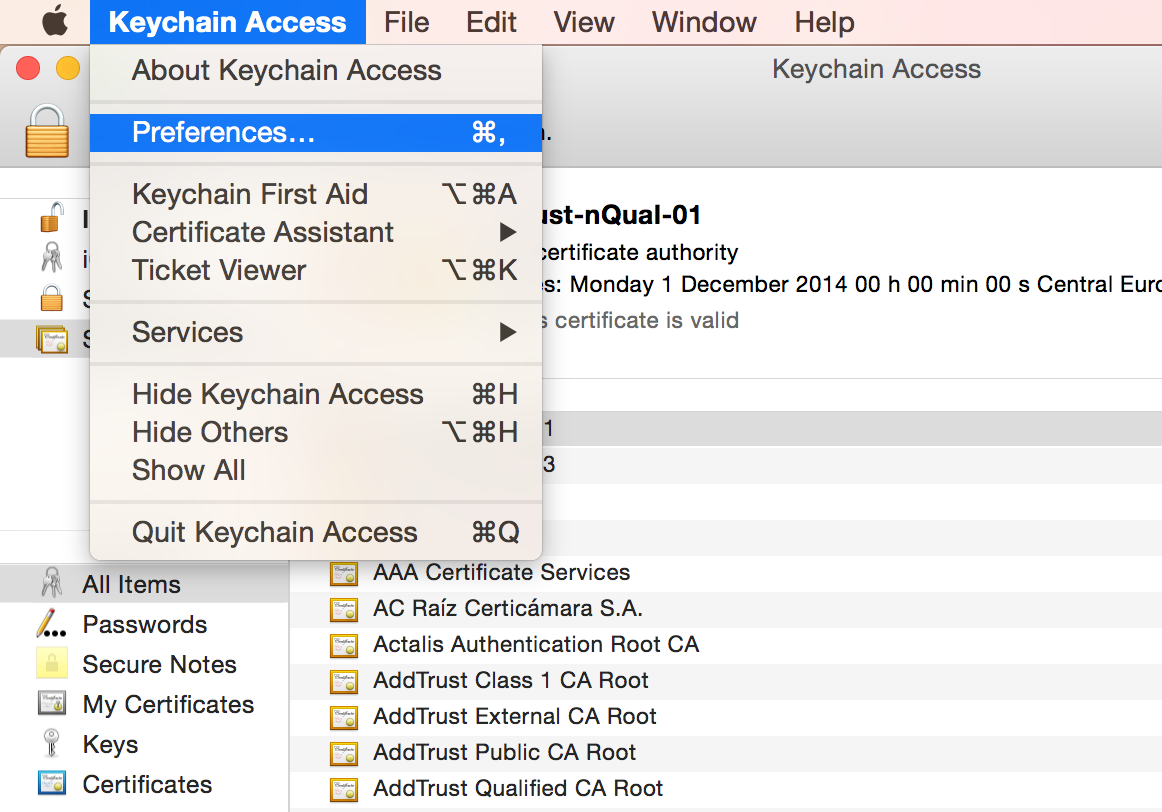 Keychain Access File Edit View Window Help
Keychain Access
About Keychain Access
Preferences... ⌘,
Keychain First Aid ⌥⌘A
Certificate Assistant ▶
Ticket Viewer ⌥⌘K
Services ▶
Hide Keychain Access ⌘H
Hide Others ⌥⌘H
Show All
Quit Keychain Access ⌘Q
ust-nQual-01
certificate authority
es: Monday 1 December 2014 00 h 00 min 00 s Central Euro
s certificate is valid
1
3
All Items
Passwords
Secure Notes
My Certificates
Keys
Certificates
AAA Certificate Services
AC Raíz Certicámara S.A.
Actalis Authentication Root CA
AddTrust Class 1 CA Root
AddTrust External CA Root
AddTrust Public CA Root
AddTrust Qualified CA Root